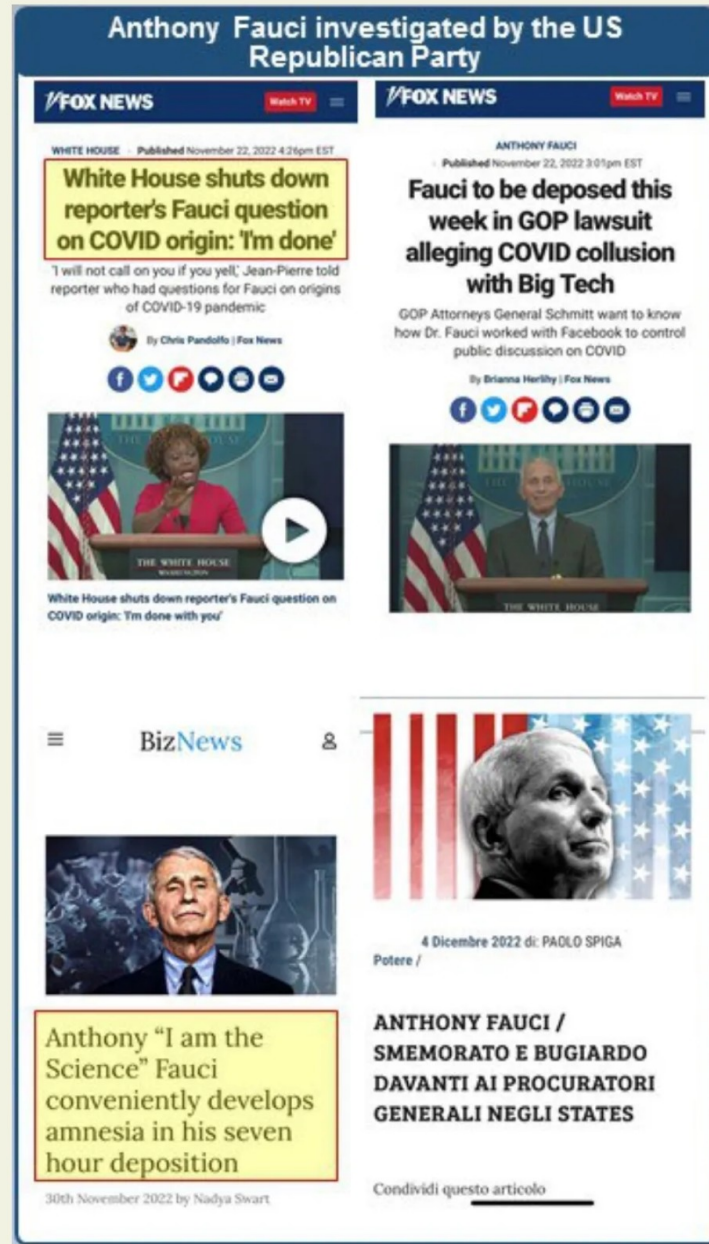 Anthony Fauci investigated by the US
Republican Party
FOX NEWS
Watch TV
WHITE HOUSE · Published November 22, 2022 4:26pm EST
White House shuts down
reporter's Fauci question
on COVID origin: 'I'm done'
'I will not call on you if you yell,' Jean-Pierre told
reporter who had questions for Fauci on origins
of COVID-19 pandemic
By Chris Pandolfo | Fox News
THE WHITE HOUSE
WASHINGTON
White House shuts down reporter's Fauci question on
COVID origin: 'I'm done with you'
FOX NEWS
Watch TV
ANTHONY FAUCI
· Published November 22, 2022 3:01pm EST
Fauci to be deposed this
week in GOP lawsuit
alleging COVID collusion
with Big Tech
GOP Attorneys General Schmitt want to know
how Dr. Fauci worked with Facebook to control
public discussion on COVID
By Brianna Herlihy | Fox News
THE WHITE HOUSE
BizNews
Anthony “I am the
Science” Fauci
conveniently develops
amnesia in his seven
hour deposition
30th November 2022 by Nadya Swart
4 Dicembre 2022 di: PAOLO SPIGA
Potere /
ANTHONY FAUCI /
SMEMORATO E BUGIARDO
DAVANTI AI PROCURATORI
GENERALI NEGLI STATES
Condividi questo articolo